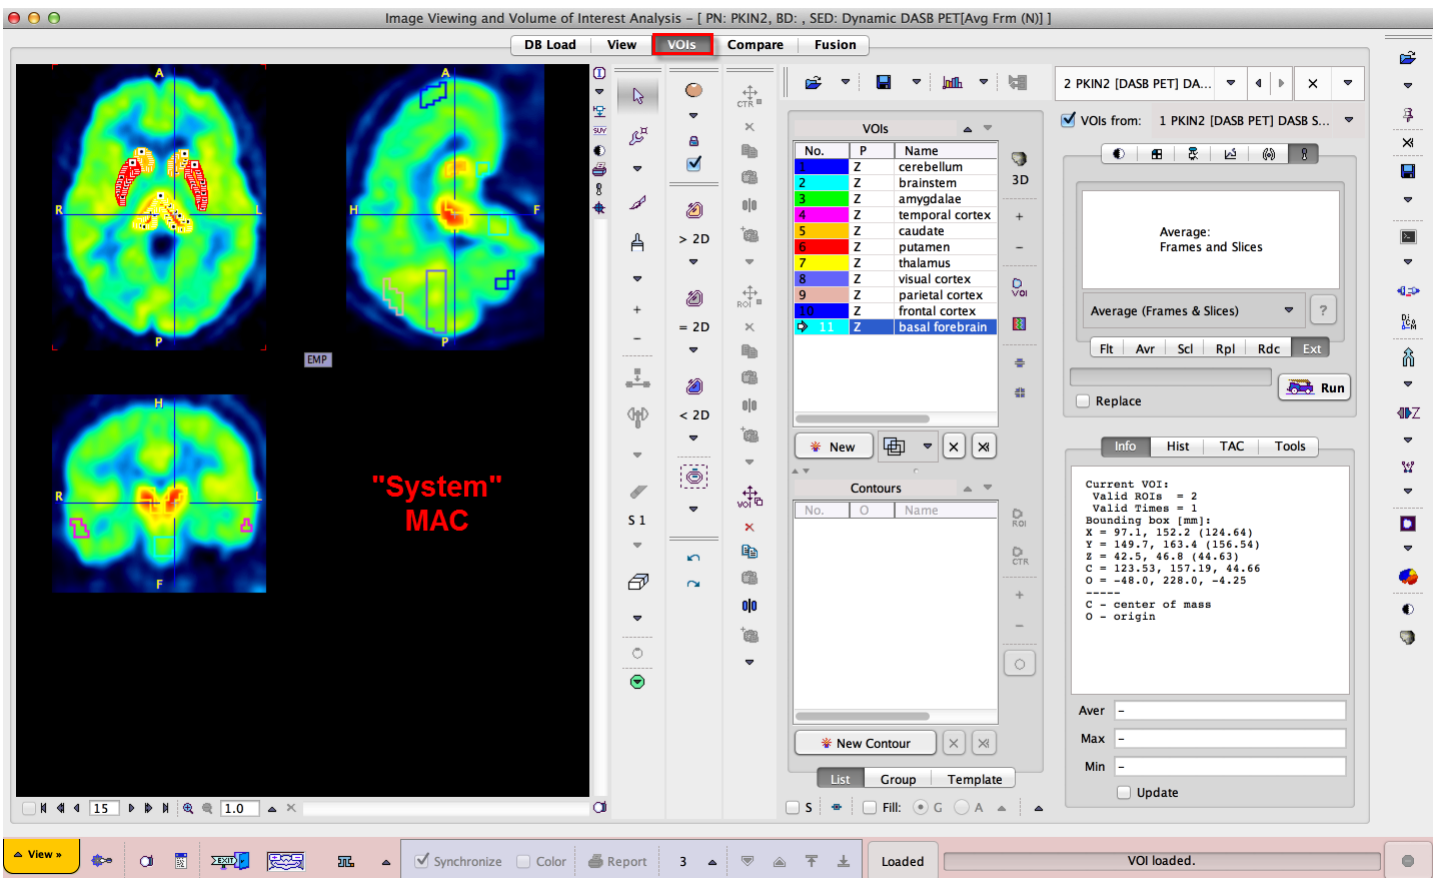 Image Viewing and Volume of Interest Analysis – [ PN: PKIN2, BD: , SED: Dynamic DASB PET[Avg Frm (N)] ]
DB Load View VOIs Compare Fusion
A
R
L
P
A
H
F
P
EMP
H
R
L
F
"System"
MAC
15
1.0
SUV
S 1
> 2D
= 2D
< 2D
CTR
ROI
VOI
VOIs
No. P Name
1 Z cerebellum
2 Z brainstem
3 Z amygdalae
4 Z temporal cortex
5 Z caudate
6 Z putamen
7 Z thalamus
8 Z visual cortex
9 Z parietal cortex
10 Z frontal cortex
11 Z basal forebrain
New
Contours
No. O Name
New Contour
List Group Template
S Fill: G A
3D
VOI
ROI
CTR
2 PKIN2 [DASB PET] DA...
VOIs from: 1 PKIN2 [DASB PET] DASB S...
Average:
Frames and Slices
Average (Frames & Slices) ?
Flt Avr Scl Rpl Rdc Ext
Run
Replace
Info Hist TAC Tools
Current VOI:
Valid ROIs = 2
Valid Times = 1
Bounding box [mm]:
X = 97.1, 152.2 (124.64)
Y = 149.7, 163.4 (156.54)
Z = 42.5, 46.8 (44.63)
C = 123.53, 157.19, 44.66
O = -48.0, 228.0, -4.25
-----
C - center of mass
O - origin
Aver –
Max –
Min –
Update
View »
EXIT
Synchronize Color Report 3 Loaded VOI loaded.